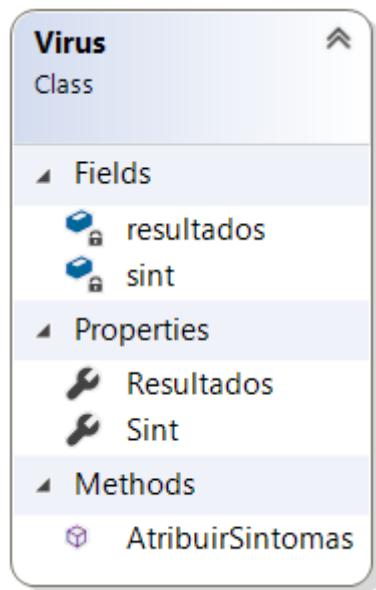 Virus
Class
Fields
resultados
sint
Properties
Resultados
Sint
Methods
AtribuirSintomas